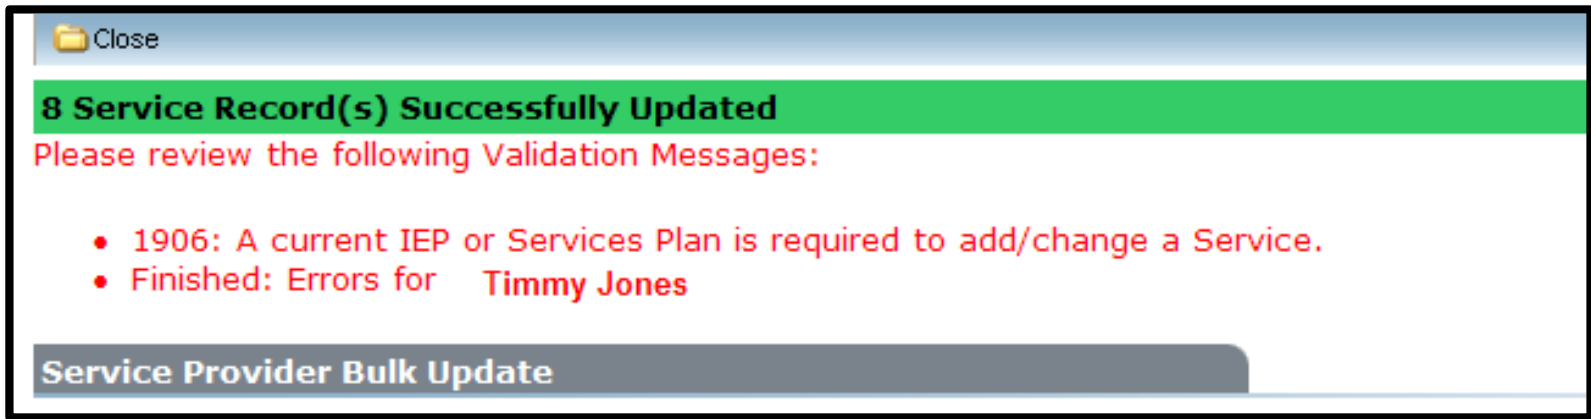 Close
8 Service Record(s) Successfully Updated
Please review the following Validation Messages:
• 1906: A current IEP or Services Plan is required to add/change a Service.
• Finished: Errors for Timmy Jones
Service Provider Bulk Update